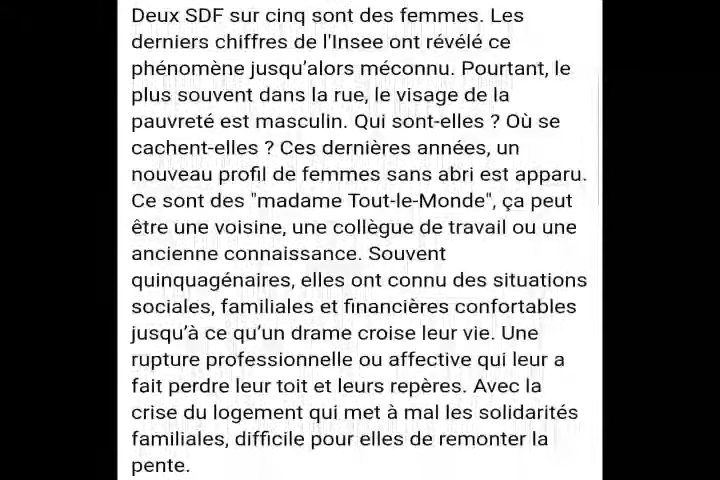 Deux SDF sur cinq sont des femmes. Les
derniers chiffres de l'Insee ont révélé ce
phénomène jusqu’alors méconnu. Pourtant, le
plus souvent dans la rue, le visage de la
pauvreté est masculin. Qui sont-elles ? Où se
cachent-elles ? Ces dernières années, un
nouveau profil de femmes sans abri est apparu.
Ce sont des "madame Tout-le-Monde", ça peut
être une voisine, une collègue de travail ou une
ancienne connaissance. Souvent
quinquagénaires, elles ont connu des situations
sociales, familiales et financières confortables
jusqu’à ce qu’un drame croise leur vie. Une
rupture professionnelle ou affective qui leur a
fait perdre leur toit et leurs repères. Avec la
crise du logement qui met à mal les solidarités
familiales, difficile pour elles de remonter la
pente.